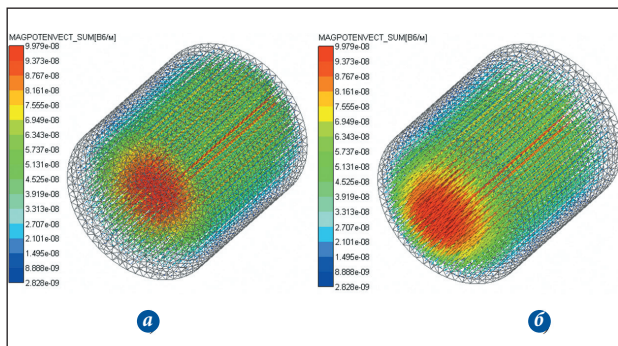 MAGPOTENVECT_SUM[В6/м]
9.979e-08
9.373e-08
8.767e-08
8.161e-08
7.555e-08
6.949e-08
6.343e-08
5.737e-08
5.131e-08
4.525e-08
3.919e-08
3.313e-08
2.707e-08
2.101e-08
1.495e-08
8.888e-09
2.828e-09
а
MAGPOTENVECT_SUM[В6/м]
9.979e-08
9.373e-08
8.767e-08
8.161e-08
7.555e-08
6.949e-08
6.343e-08
5.737e-08
5.131e-08
4.525e-08
3.919e-08
3.313e-08
2.707e-08
2.101e-08
1.495e-08
8.888e-09
2.828e-09
б